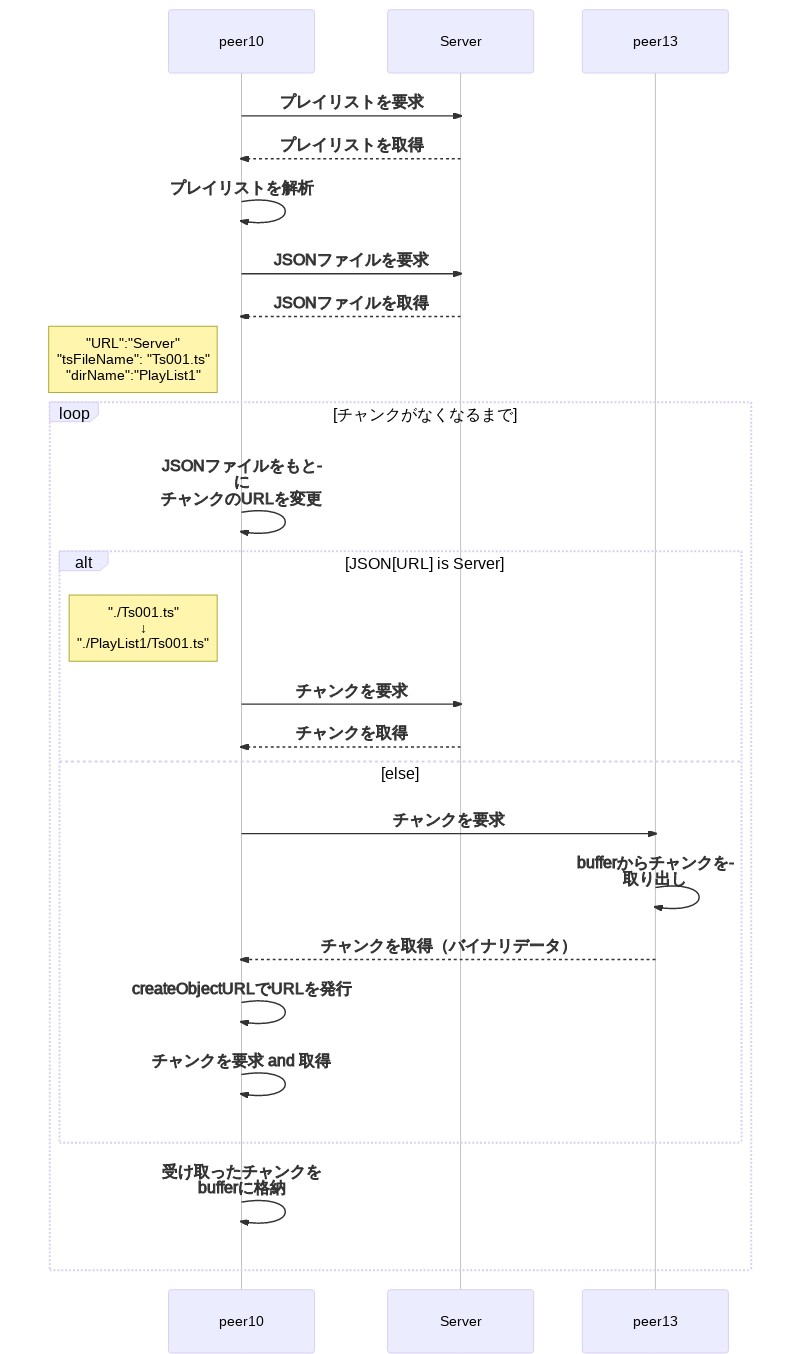 peer10
Server
peer13
プレイリストを要求
プレイリストを取得
プレイリストを解析
JSONファイルを要求
JSONファイルを取得
"URL":"Server"
"tsFileName": "Ts001.ts"
"dirName":"PlayList1"
loop
[チャンクがなくなるまで]
JSONファイルをもと-
に
チャンクのURLを変更
alt
[JSON[URL] is Server]
"./Ts001.ts"
↓
"./PlayList1/Ts001.ts"
チャンクを要求
チャンクを取得
[else]
チャンクを要求
bufferからチャンクを-
取り出し
チャンクを取得（バイナリデータ）
createObjectURLでURLを発行
チャンクを要求 and 取得
受け取ったチャンクを
bufferに格納
peer10
Server
peer13